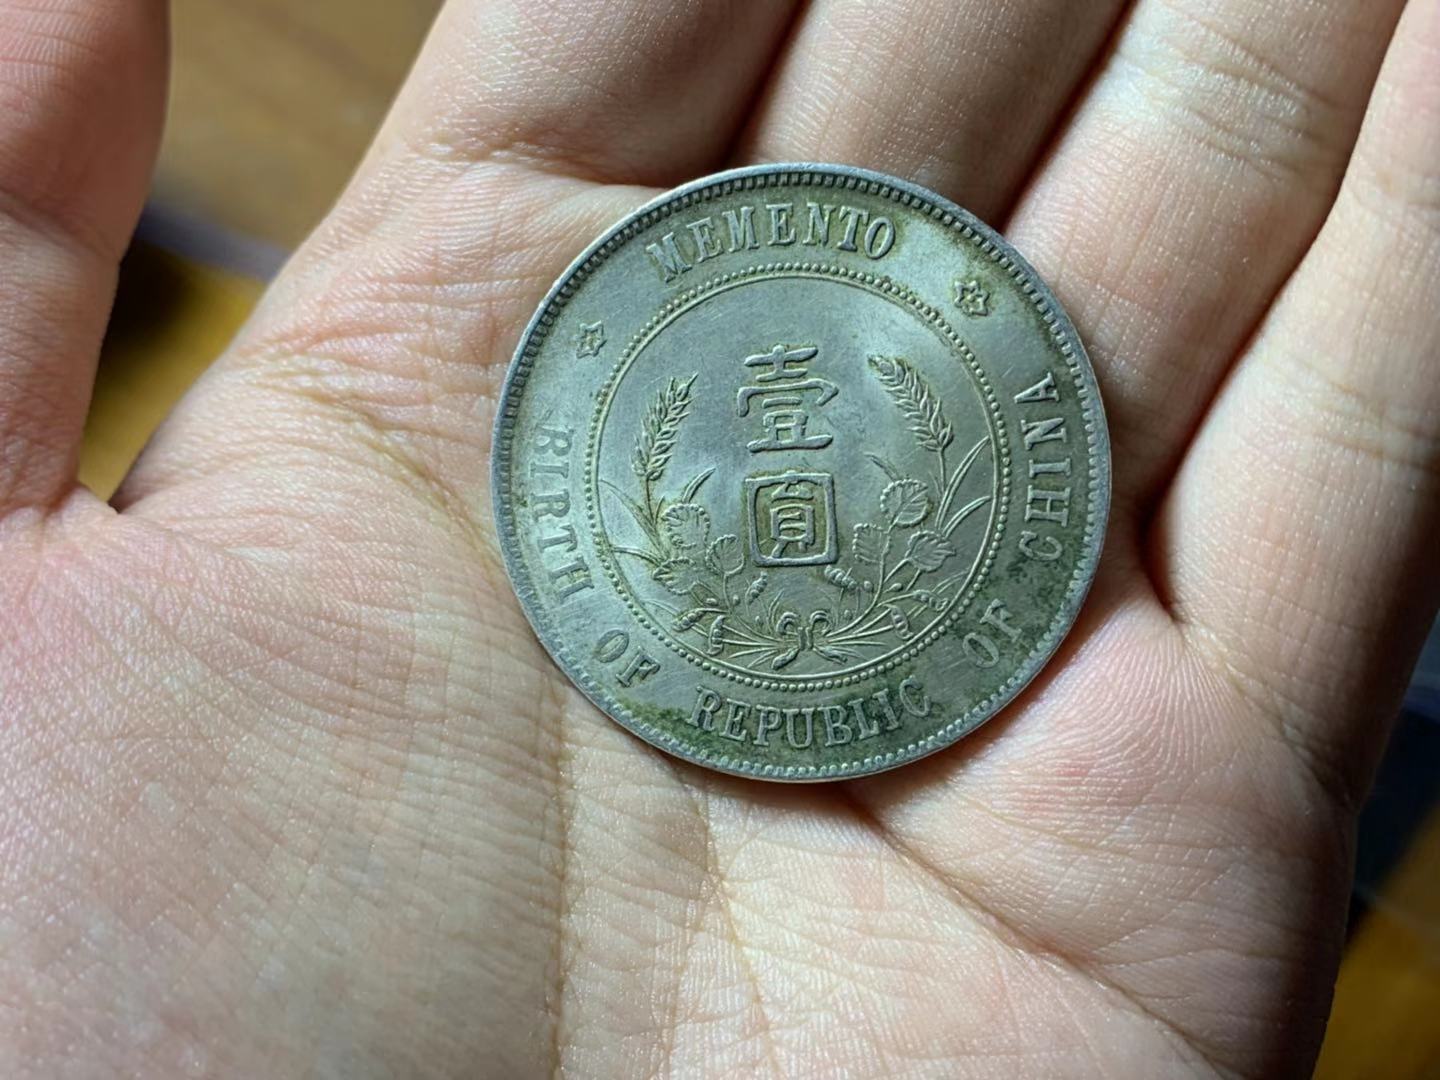 MEMENTO
壹
圓
BIRTH OF REPUBLIC OF CHINA